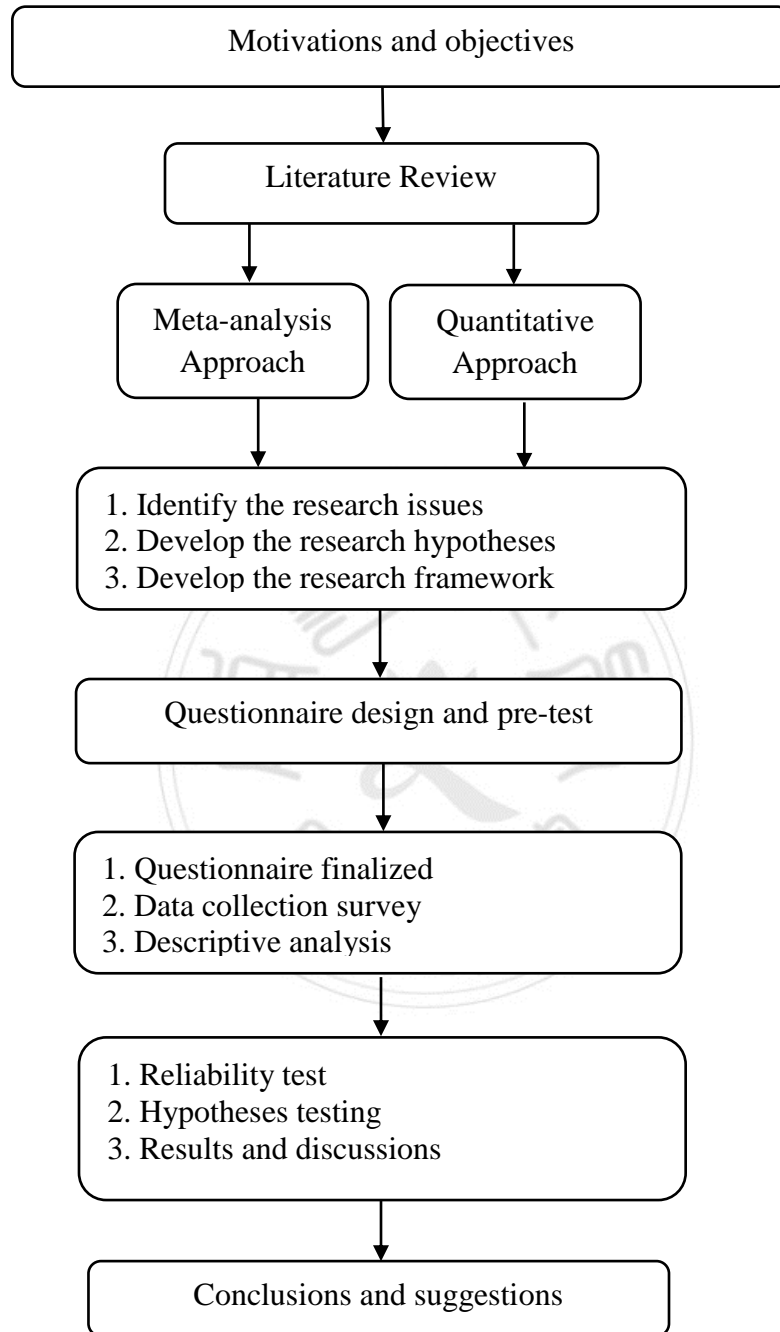 Motivations and objectives
Literature Review
Meta-analysis
Approach
Quantitative
Approach
1. Identify the research issues
2. Develop the research hypotheses
3. Develop the research framework
Questionnaire design and pre-test
1. Questionnaire finalized
2. Data collection survey
3. Descriptive analysis
1. Reliability test
2. Hypotheses testing
3. Results and discussions
Conclusions and suggestions